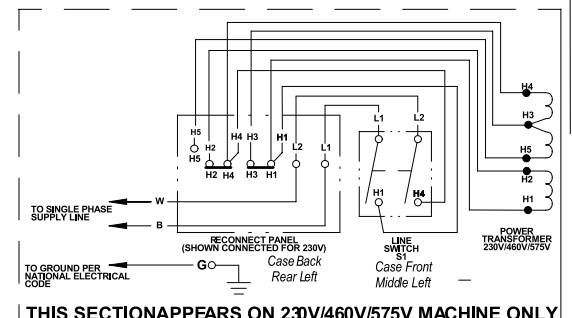 H4
H3
H5
H2
H1
POWER
TRANSFORMER
230V/460V/575V
H5 H2 H4 H3 H1 L2 L1
H5 H2 H4 H3 H1
L1 L2
H1 H4
LINE
SWITCH
S1
Case Front
Middle Left
TO SINGLE PHASE
SUPPLY LINE
W
B
RECONNECT PANEL
(SHOWN CONNECTED FOR 230V)
Case Back
Rear Left
TO GROUND PER
NATIONAL ELECTRICAL
CODE
G
THIS SECTIONAPPEARS ON 230V/460V/575V MACHINE ONLY